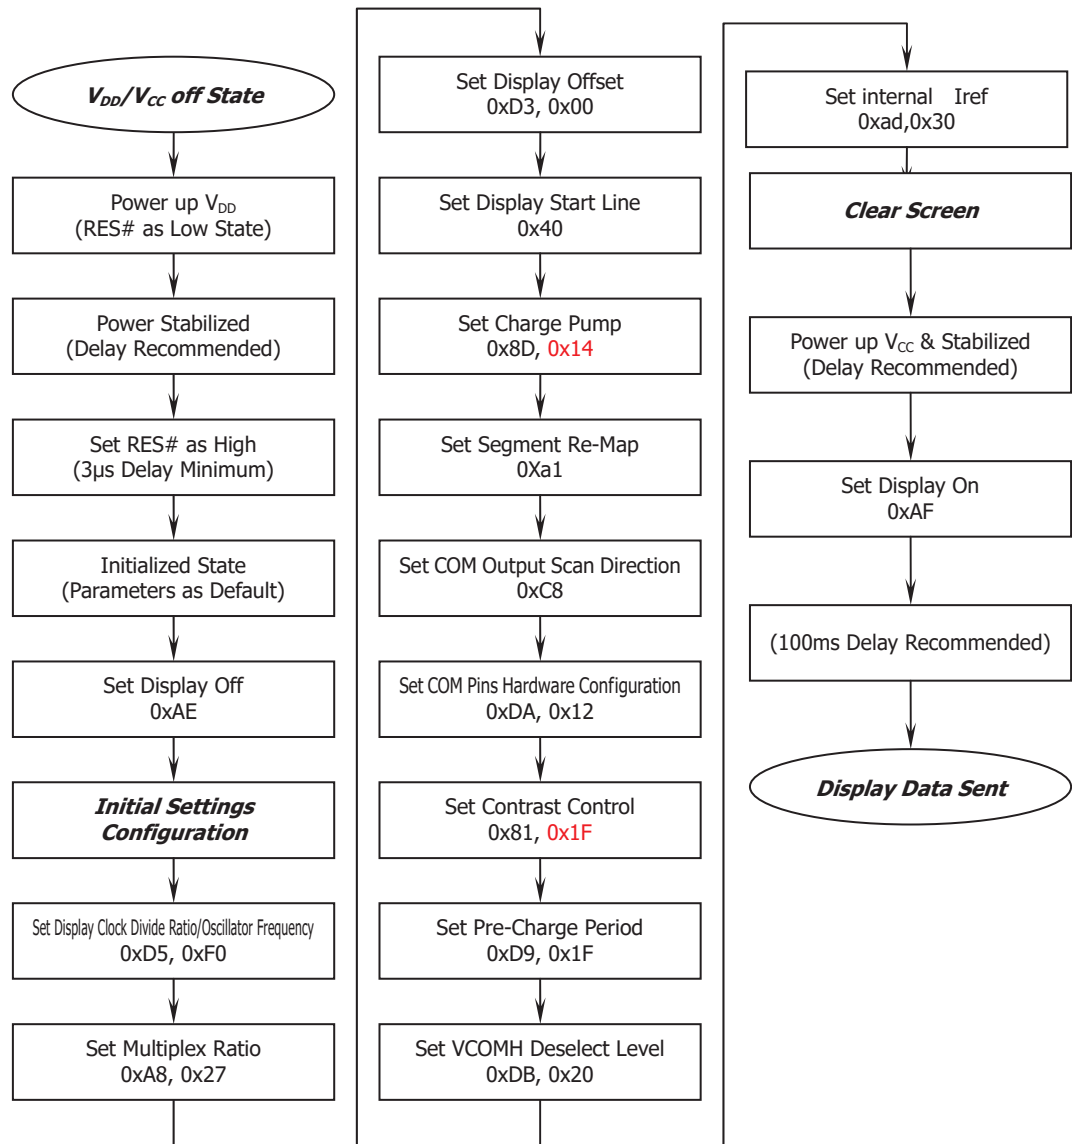 V_DD/V_CC off State
Power up V_DD
(RES# as Low State)
Power Stabilized
(Delay Recommended)
Set RES# as High
(3μs Delay Minimum)
Initialized State
(Parameters as Default)
Set Display Off
0xAE
Initial Settings
Configuration
Set Display Clock Divide Ratio/Oscillator Frequency
0xD5, 0xF0
Set Multiplex Ratio
0xA8, 0x27
Set Display Offset
0xD3, 0x00
Set Display Start Line
0x40
Set Charge Pump
0x8D, 0x14
Set Segment Re-Map
0Xa1
Set COM Output Scan Direction
0xC8
Set COM Pins Hardware Configuration
0xDA, 0x12
Set Contrast Control
0x81, 0x1F
Set Pre-Charge Period
0xD9, 0x1F
Set VCOMH Deselect Level
0xDB, 0x20
Set internal Iref
0xad,0x30
Clear Screen
Power up V_CC & Stabilized
(Delay Recommended)
Set Display On
0xAF
(100ms Delay Recommended)
Display Data Sent